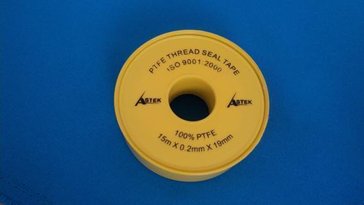 PTFE THREAD SEAL TAPE
ISO 9001:2000
ASTEK
ASTEK
100% PTFE
15m X 0.2mm X 19mm